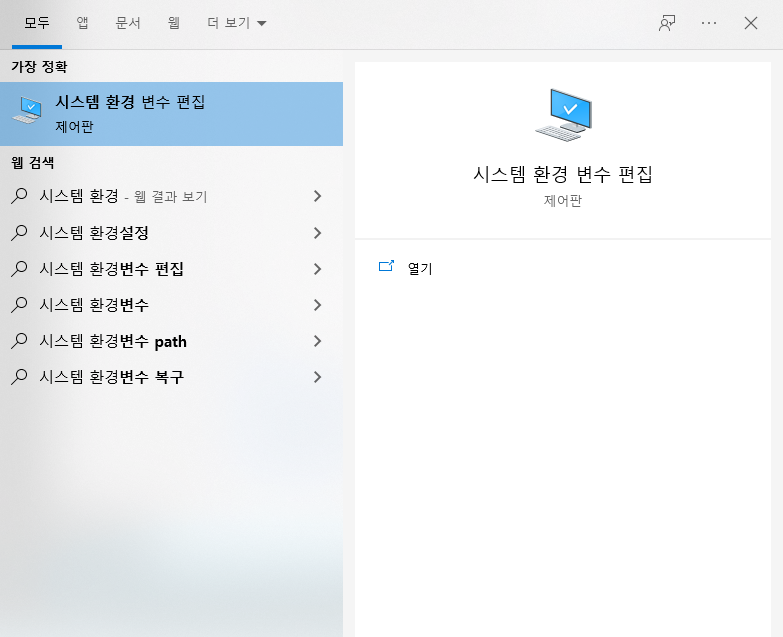 모두 앱 문서 웹 더 보기
가장 정확
시스템 환경 변수 편집
제어판
웹 검색
시스템 환경 - 웹 결과 보기
시스템 환경설정
시스템 환경변수 편집
시스템 환경변수
시스템 환경변수 path
시스템 환경변수 복구
시스템 환경 변수 편집
제어판
열기